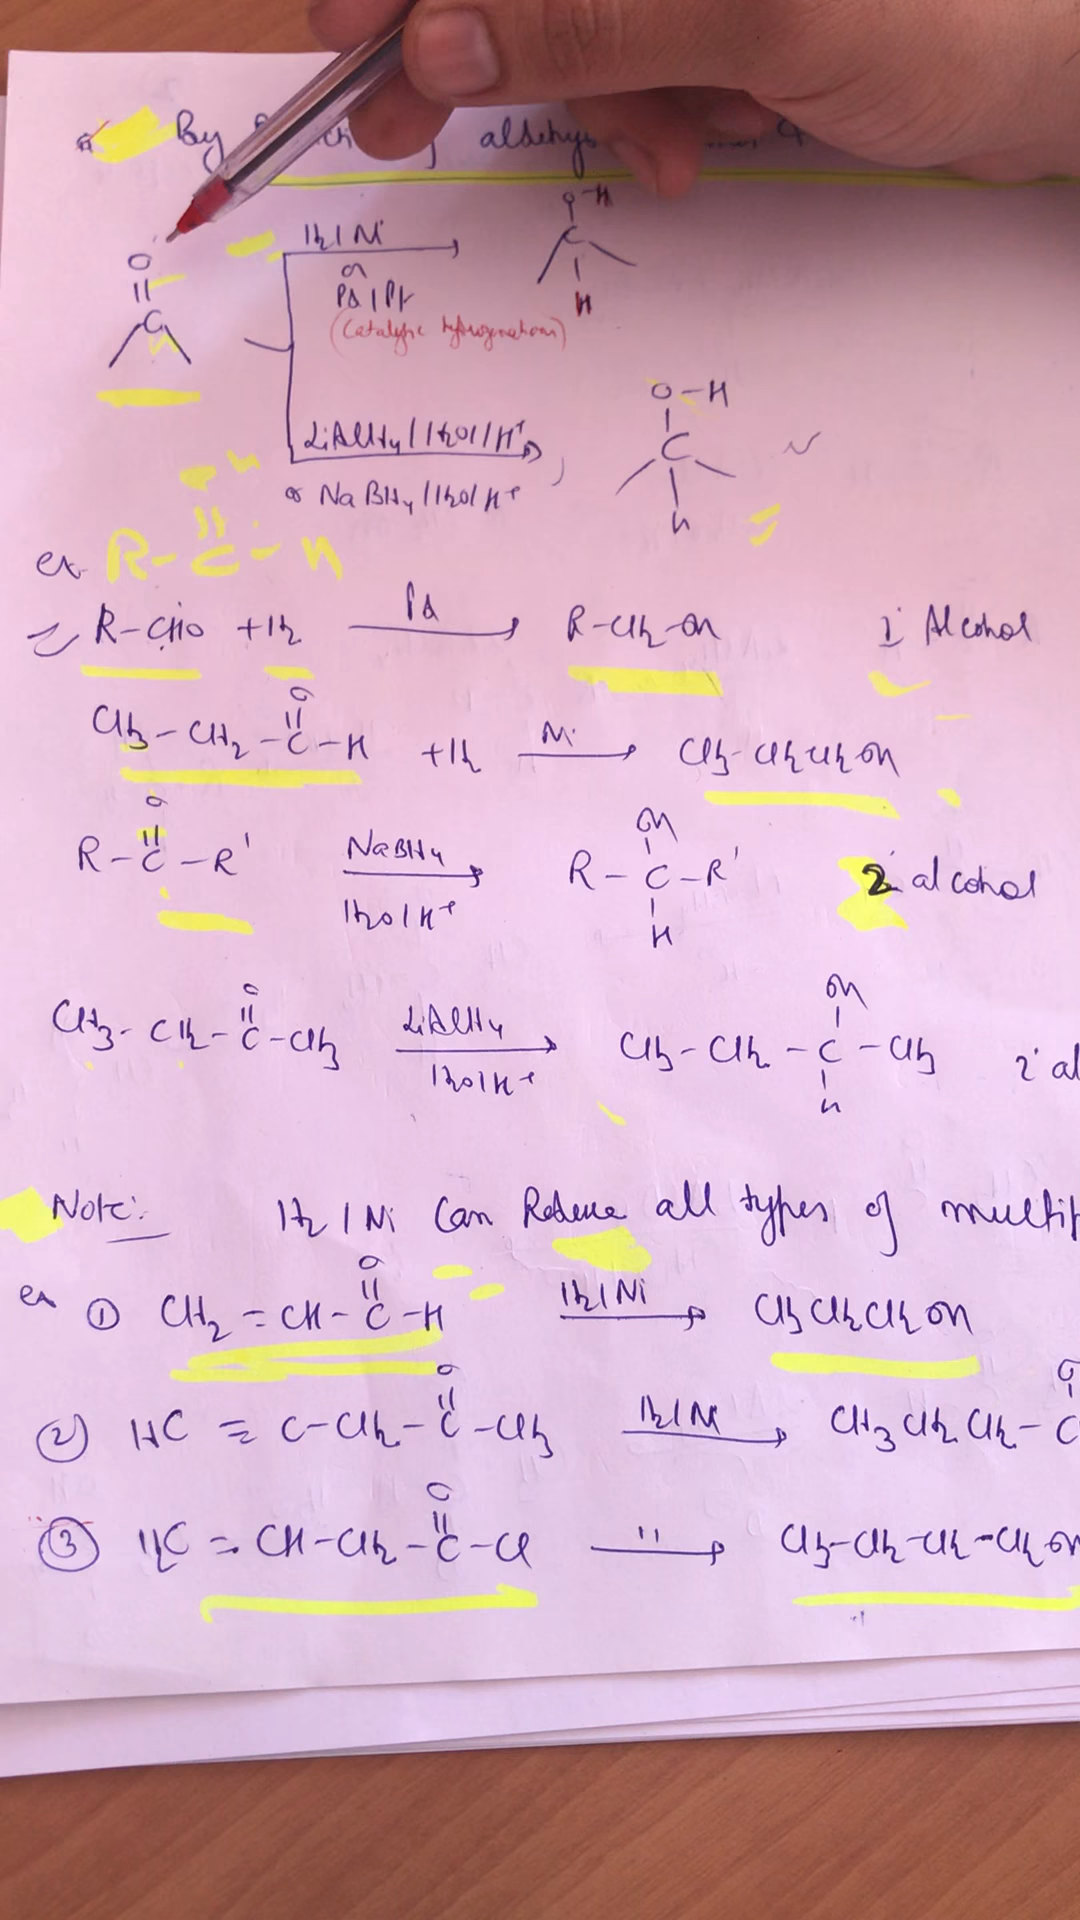 By aldehy
O O-H
|| H₂/Ni |
C or C
Pd/Pt |
(Catalytic hydrogenation) H
O-H
LiAlH₄/H₂O/H⁺ |
C
or NaBH₄/H₂O/H⁺ |
H
ex R-C-H
||
R-CHO + H₂ Pd R-CH₂-OH 1° Alcohol
O
||
CH₃-CH₂-C-H + H₂ Ni CH₃-CH₂CH₂OH
O OH
|| |
R-C-R' NaBH₄ R-C-R' 2° alcohol
H₂O/H⁺ |
H
O OH
|| |
CH₃-CH₂-C-CH₃ LiAlH₄ CH₃-CH₂-C-CH₃ 2° al
H₂O/H⁺ |
H
Note: H₂/Ni Can Reduce all types of multip
O
||
ex ① CH₂=CH-C-H H₂/Ni CH₃CH₂CH₂OH
O O
||
② HC≡C-CH₂-C-CH₃ H₂/Ni CH₃CH₂CH₂-C
O
||
③ H₂C=CH-CH₂-C-Cl '' CH₃-CH₂-CH₂-CH₂OH